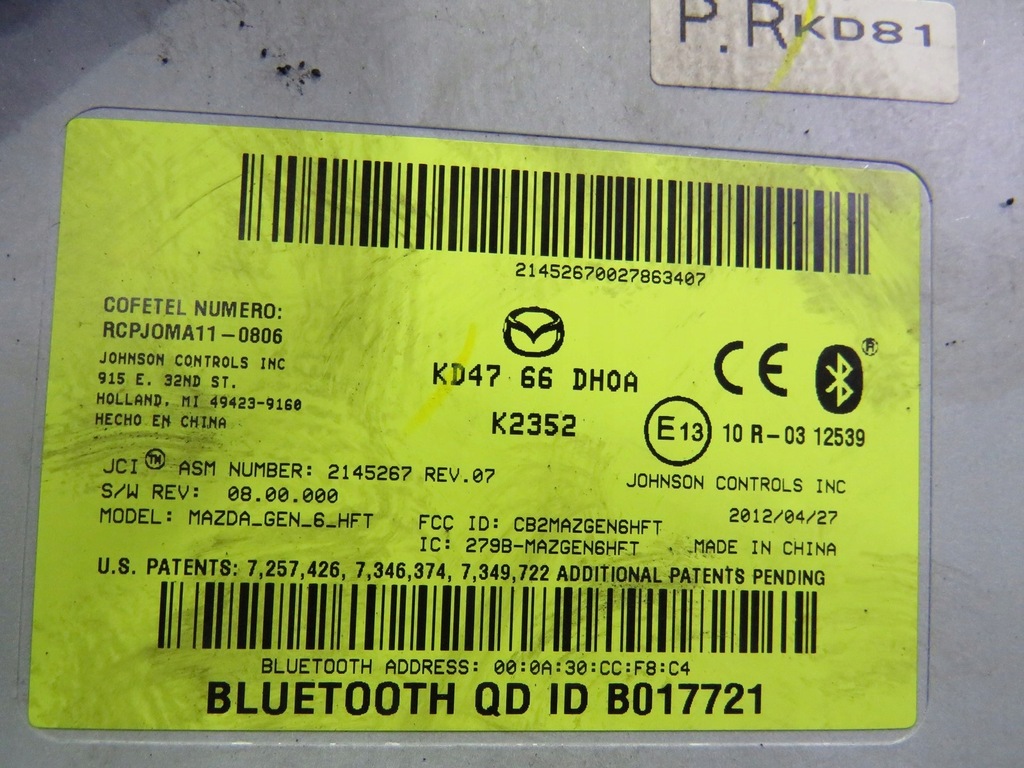 P.RKD81
21452670027863407
COFETEL NUMERO:
RCPJOMA11-0806
JOHNSON CONTROLS INC
915 E. 32ND ST.
HOLLAND, MI 49423-9160
HECHO EN CHINA
KD47 66 DH0A
K2352
CE
®
E13 10 R-03 12539
JCI™ ASM NUMBER: 2145267 REV.07
JOHNSON CONTROLS INC
S/W REV: 08.00.000
2012/04/27
MODEL: MAZDA_GEN_6_HFT
FCC ID: CB2MAZGEN6HFT
IC: 279B-MAZGEN6HFT
MADE IN CHINA
U.S. PATENTS: 7,257,426, 7,346,374, 7,349,722 ADDITIONAL PATENTS PENDING
BLUETOOTH ADDRESS: 00:0A:30:CC:F8:C4
BLUETOOTH QD ID B017721